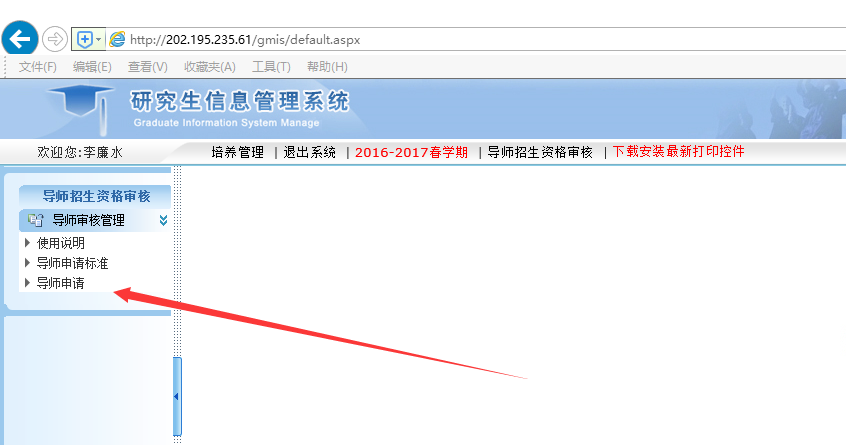 http://202.195.235.61/gmis/default.aspx
文件(F) 编辑(E) 查看(V) 收藏夹(A) 工具(T) 帮助(H)
研究生信息管理系统
Graduate Information System Manage
欢迎您:李廉水 培养管理 | 退出系统 | 2016-2017春学期 | 导师招生资格审核 | 下载安装最新打印控件
导师招生资格审核
导师审核管理
使用说明
导师申请标准
导师申请